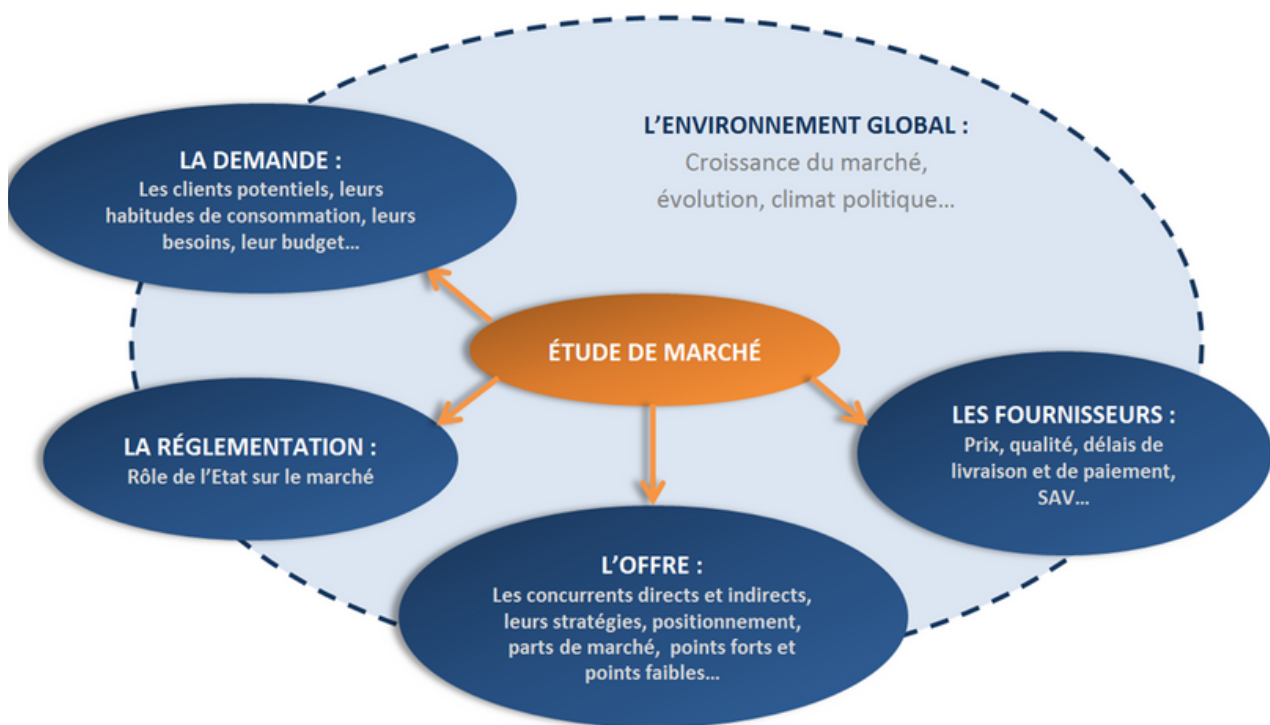 L’ENVIRONNEMENT GLOBAL :
Croissance du marché,
évolution, climat politique…
LA DEMANDE :
Les clients potentiels, leurs
habitudes de consommation, leurs
besoins, leur budget…
ÉTUDE DE MARCHÉ
LA RÉGLEMENTATION :
Rôle de l’Etat sur le marché
LES FOURNISSEURS :
Prix, qualité, délais de
livraison et de paiement,
SAV…
L’OFFRE :
Les concurrents directs et indirects,
leurs stratégies, positionnement,
parts de marché,  points forts et
points faibles…